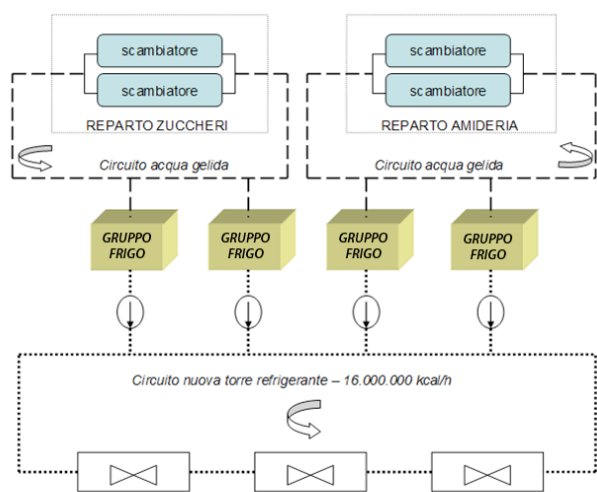 scambiatore
scambiatore
scambiatore
scambiatore
REPARTO ZUCCHERI
REPARTO AMIDERIA
Circuito acqua gelida
Circuito acqua gelida
GRUPPO
FRIGO
GRUPPO
FRIGO
GRUPPO
FRIGO
GRUPPO
FRIGO
Circuito nuova torre refrigerante – 16.000.000 kcal/h